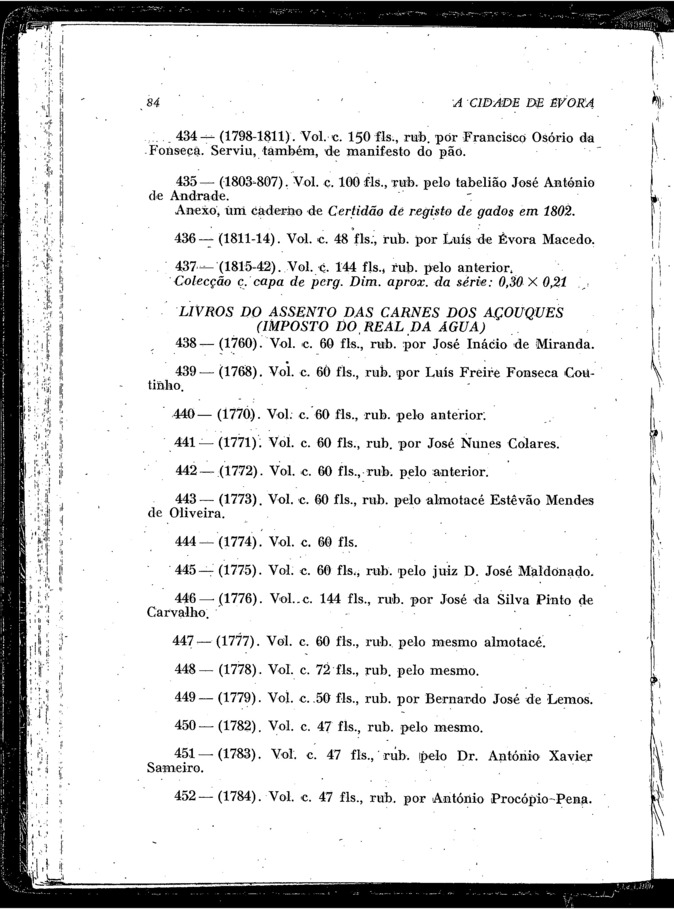 84
A CIDADE DE ÉVORA
434 — (1798-1811). Vol. c. 150 fls., rub. por Francisco Osório da
Fonseca. Serviu, também, de manifesto do pão.
435 — (1803-807). Vol. c. 100 fls., rub. pelo tabelião José António
de Andrade.
Anexo, um caderno de Certidão de registo de gados em 1802.
436 — (1811-14). Vol. c. 48 fls., rub. por Luís de Évora Macedo.
437 — (1815-42). Vol. c. 144 fls., rub. pelo anterior.
Colecção c. capa de perg. Dim. aprox. da série: 0,30 × 0,21
LIVROS DO ASSENTO DAS CARNES DOS AÇOUQUES
(IMPOSTO DO REAL DA ÁGUA)
438 — (1760). Vol. c. 60 fls., rub. por José Inácio de Miranda.
439 — (1768). Vol. c. 60 fls., rub. por Luís Freire Fonseca Cou-
tinho.
440 — (1770). Vol. c. 60 fls., rub. pelo anterior.
441 — (1771). Vol. c. 60 fls., rub. por José Nunes Colares.
442 — (1772). Vol. c. 60 fls., rub. pelo anterior.
443 — (1773). Vol. c. 60 fls., rub. pelo almotacé Estêvão Mendes
de Oliveira.
444 — (1774). Vol. c. 60 fls.
445 — (1775). Vol. c. 60 fls., rub. pelo juiz D. José Maldonado.
446 — (1776). Vol. c. 144 fls., rub. por José da Silva Pinto de
Carvalho.
447 — (1777). Vol. c. 60 fls., rub. pelo mesmo almotacé.
448 — (1778). Vol. c. 72 fls., rub. pelo mesmo.
449 — (1779). Vol. c. 50 fls., rub. por Bernardo José de Lemos.
450 — (1782). Vol. c. 47 fls., rub. pelo mesmo.
451 — (1783). Vol. c. 47 fls., rub. pelo Dr. António Xavier
Sameiro.
452 — (1784). Vol. c. 47 fls., rub. por António Procópio Pena.